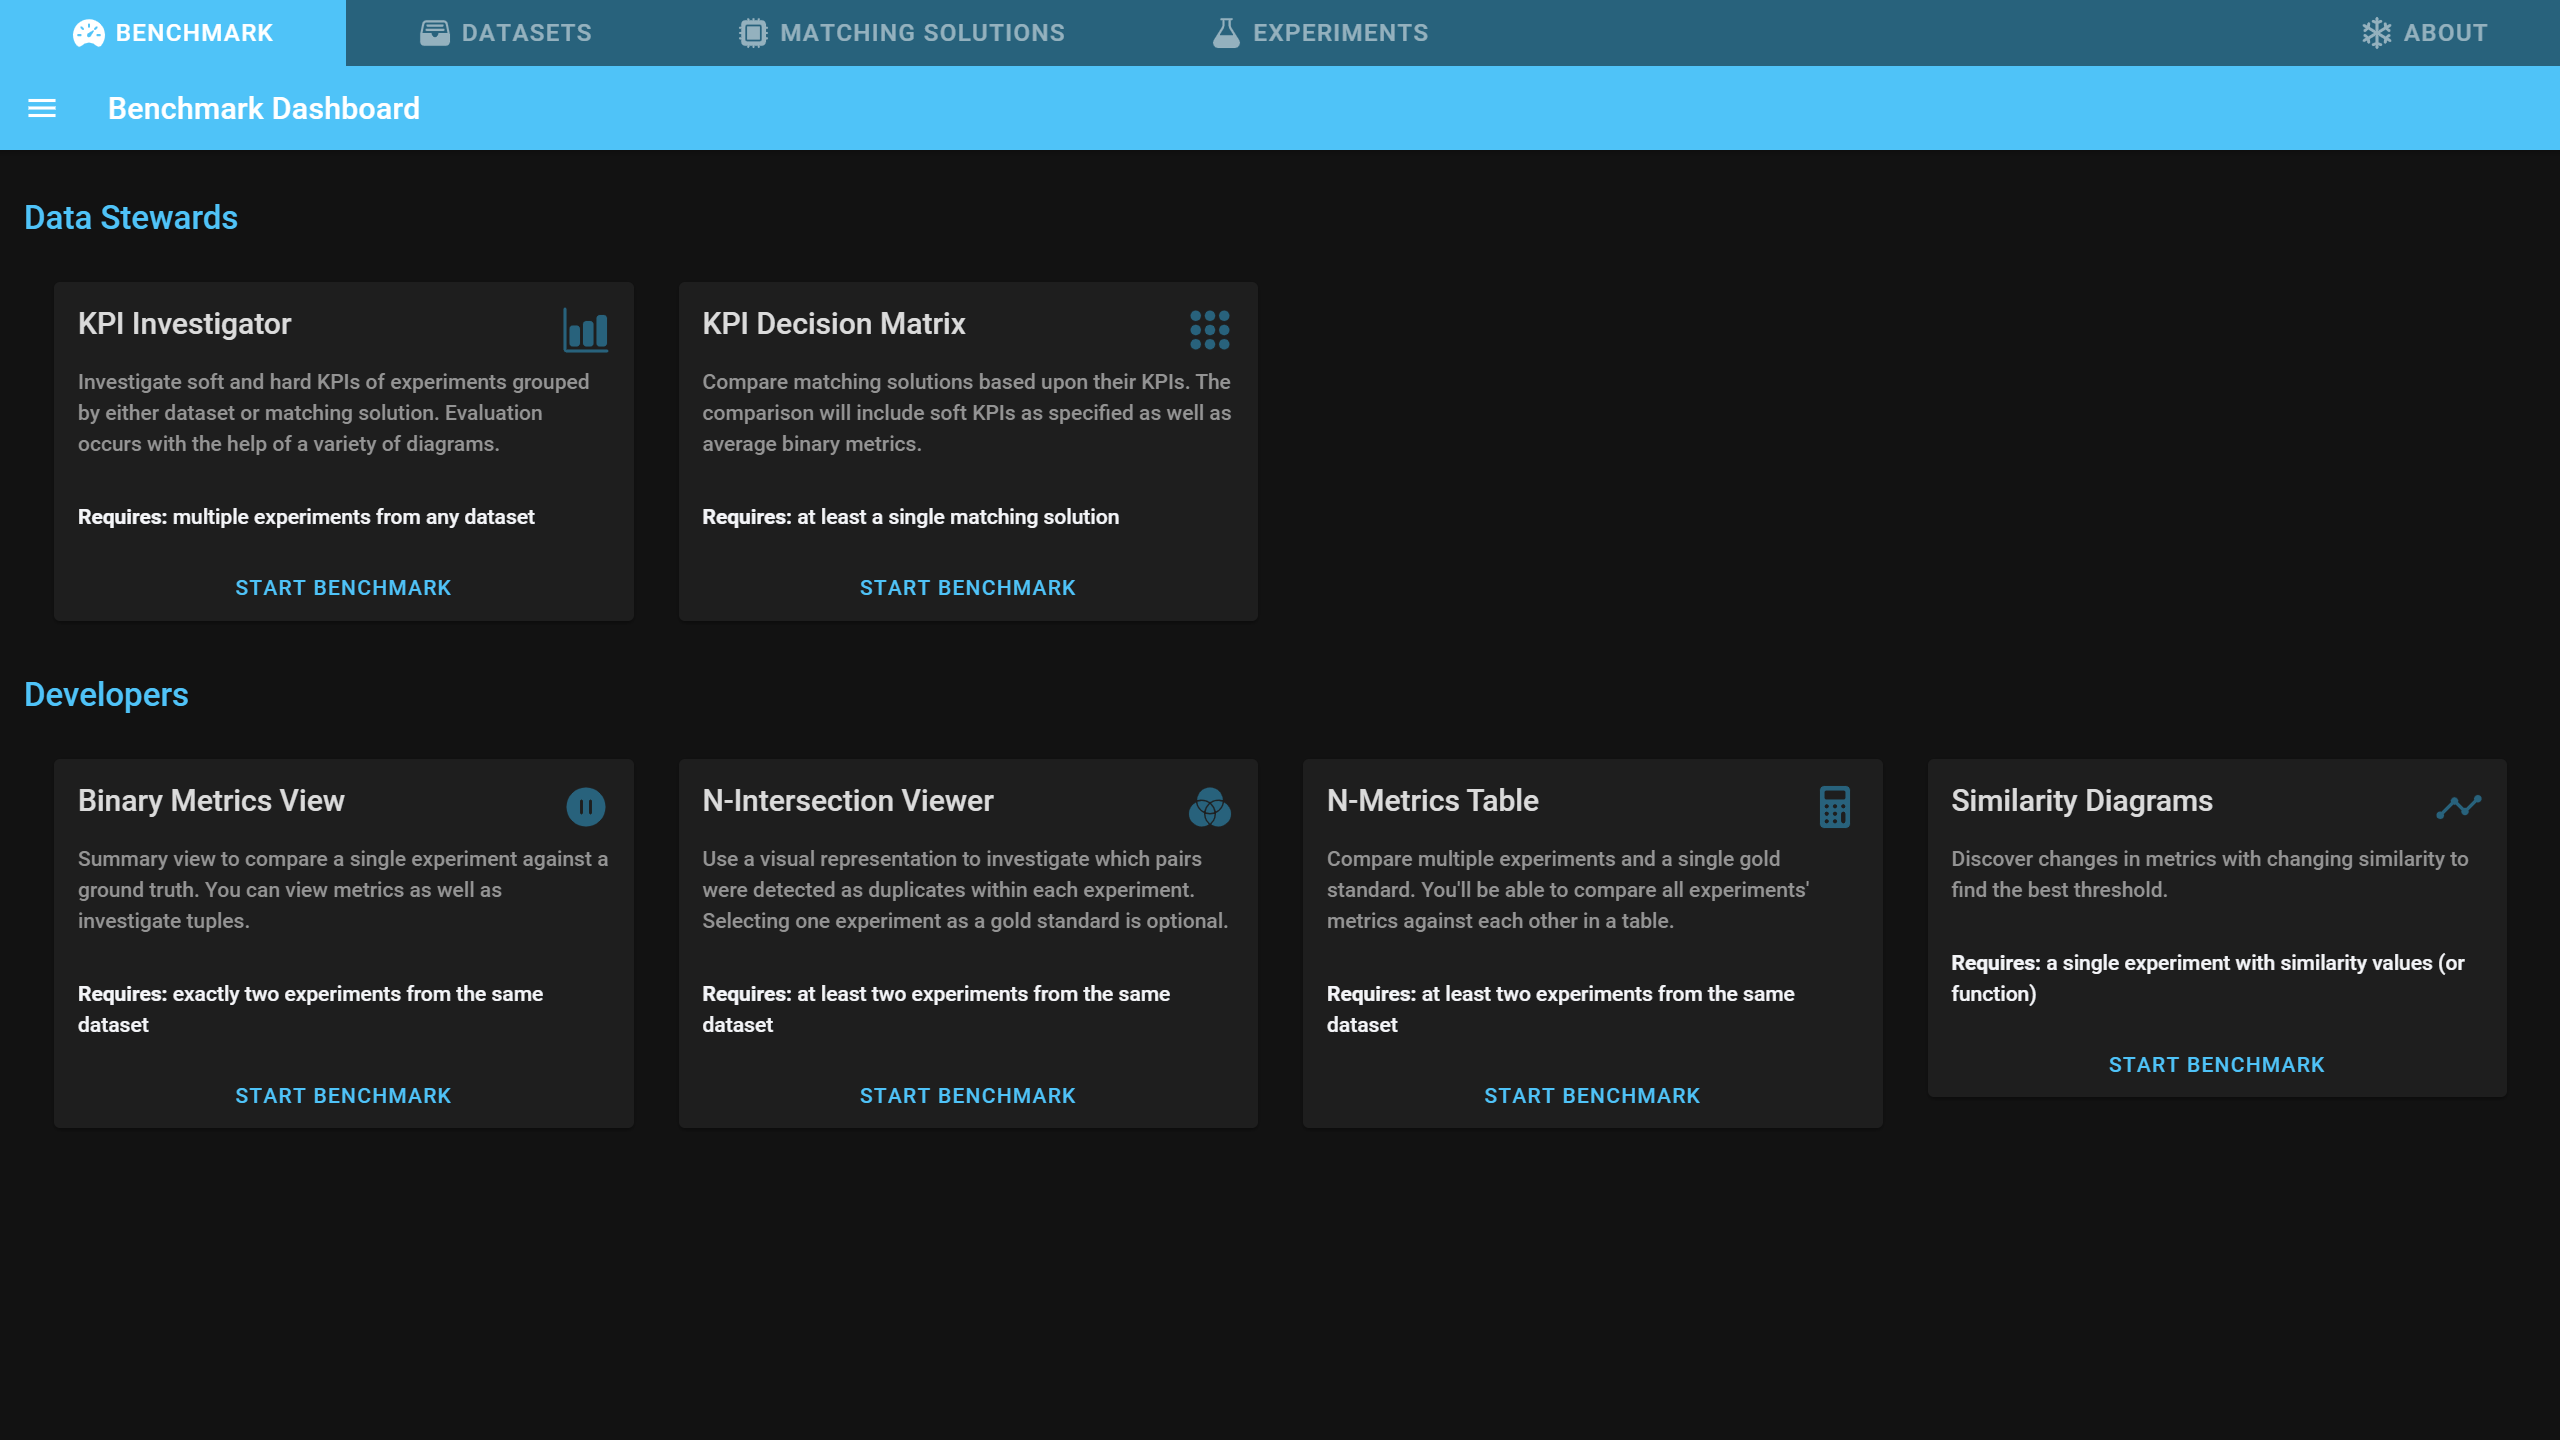 BENCHMARK
DATASETS
MATCHING SOLUTIONS
EXPERIMENTS
ABOUT
Benchmark Dashboard
Data Stewards
KPI Investigator
Investigate soft and hard KPIs of experiments grouped
by either dataset or matching solution. Evaluation
occurs with the help of a variety of diagrams.
Requires: multiple experiments from any dataset
START BENCHMARK
KPI Decision Matrix
Compare matching solutions based upon their KPIs. The
comparison will include soft KPIs as specified as well as
average binary metrics.
Requires: at least a single matching solution
START BENCHMARK
Developers
Binary Metrics View
Summary view to compare a single experiment against a
ground truth. You can view metrics as well as
investigate tuples.
Requires: exactly two experiments from the same
dataset
START BENCHMARK
N-Intersection Viewer
Use a visual representation to investigate which pairs
were detected as duplicates within each experiment.
Selecting one experiment as a gold standard is optional.
Requires: at least two experiments from the same
dataset
START BENCHMARK
N-Metrics Table
Compare multiple experiments and a single gold
standard. You'll be able to compare all experiments'
metrics against each other in a table.
Requires: at least two experiments from the same
dataset
START BENCHMARK
Similarity Diagrams
Discover changes in metrics with changing similarity to
find the best threshold.
Requires: a single experiment with similarity values (or
function)
START BENCHMARK